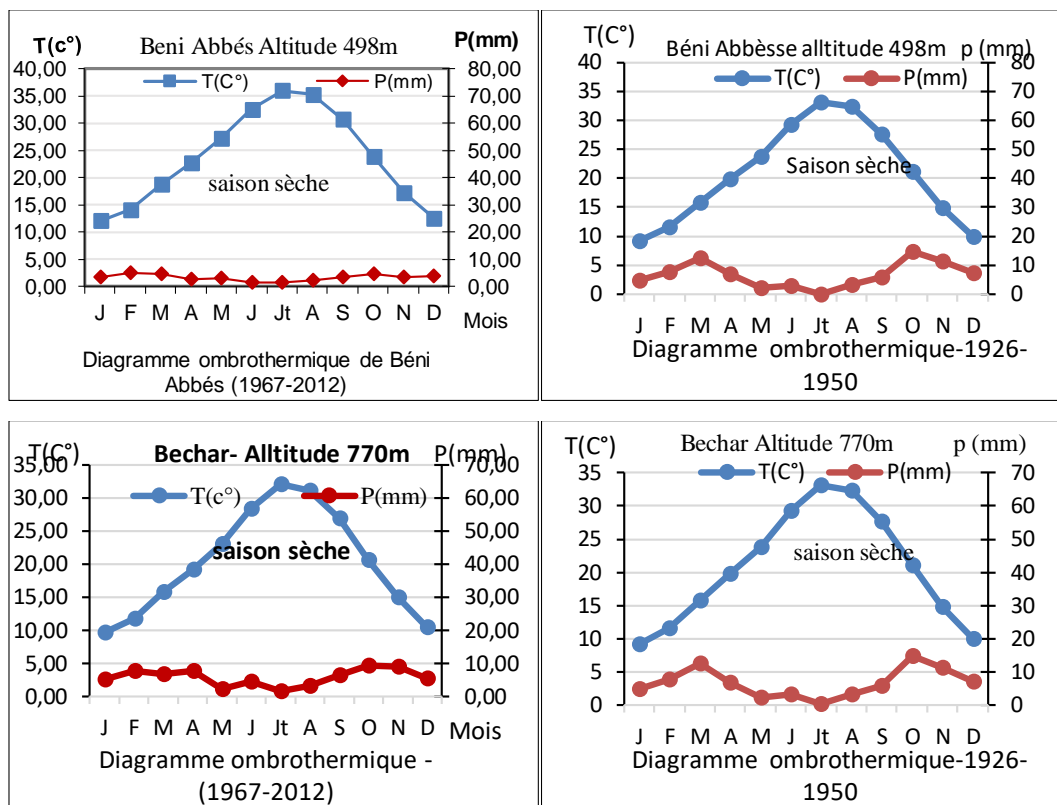 T(c°)
Beni Abbés Altitude 498m
P(mm)
T(C°)
P(mm)
40,00
35,00
30,00
25,00
20,00
15,00
10,00
5,00
0,00
80,00
70,00
60,00
50,00
40,00
30,00
20,00
10,00
0,00
saison sèche
J F M A M J Jt A S O N D
Mois
Diagramme ombrothermique de Béni
Abbés (1967-2012)
T(C°)
Béni Abbèsse alltitude 498m
p (mm)
T(C°)
P(mm)
40
35
30
25
20
15
10
5
0
80
70
60
50
40
30
20
10
0
Saison sèche
J F M A M J Jt A S O N D
Diagramme ombrothermique-1926-
1950
T(C°)
Bechar- Alltitude 770m
P(mm)
T(c°)
P(mm)
35,00
30,00
25,00
20,00
15,00
10,00
5,00
0,00
70,00
60,00
50,00
40,00
30,00
20,00
10,00
0,00
saison sèche
J F M A M J Jt A S O N D
Mois
Diagramme ombrothermique -
(1967-2012)
T(C°)
Bechar Altitude 770m
p (mm)
T(C°)
P(mm)
35
30
25
20
15
10
5
0
70
60
50
40
30
20
10
0
saison sèche
J F M A M J Jt A S O N D
Diagramme ombrothermique-1926-
1950